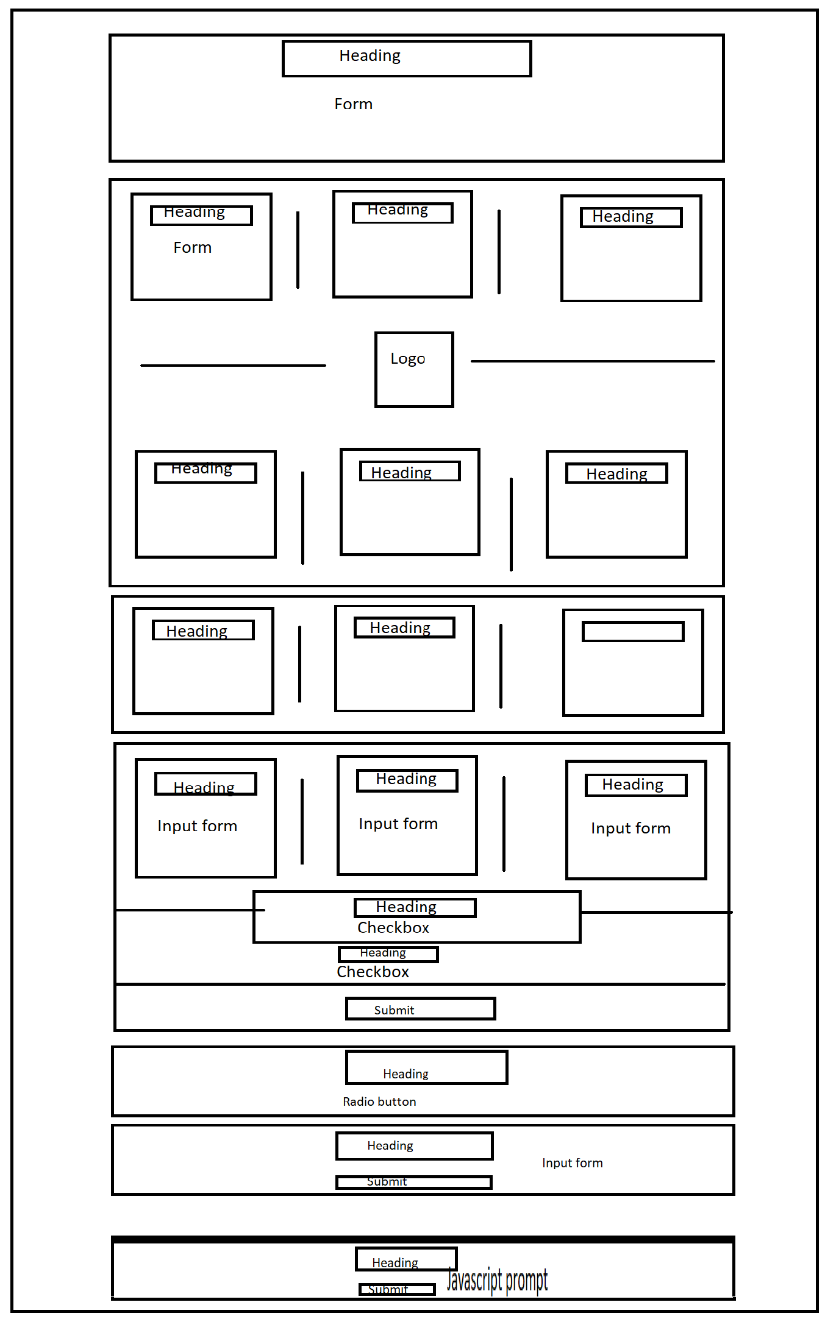 Heading
Form
Heading
Form
Heading
Heading
Logo
Heading
Heading
Heading
Heading
Heading
Heading
Input form
Heading
Input form
Heading
Input form
Heading
Checkbox
Heading
Checkbox
Submit
Heading
Radio button
Heading
Input form
Submit
Heading
Javascript prompt
Submit